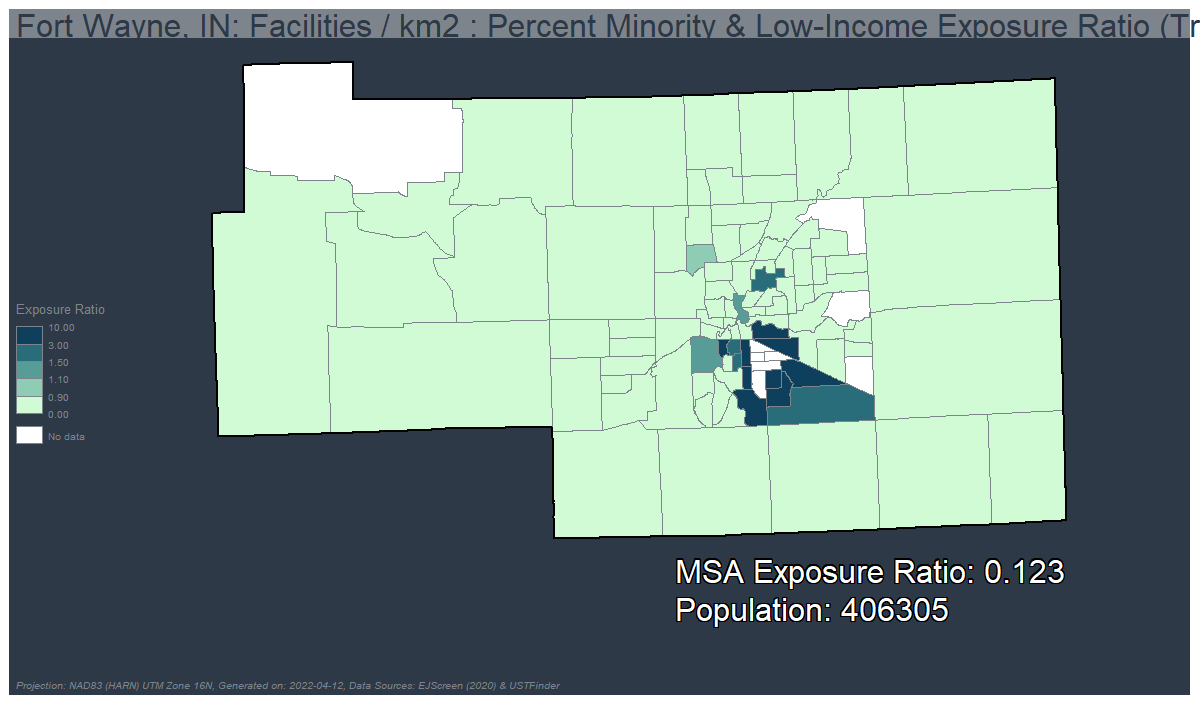 Fort Wayne, IN: Facilities / km2 : Percent Minority & Low-Income Exposure Ratio (Tr
Exposure Ratio
10.00
3.00
1.50
1.10
0.90
0.00
No data
MSA Exposure Ratio: 0.123
Population: 406305
Projection: NAD83 (HARN) UTM Zone 16N, Generated on: 2022-04-12, Data Sources: EJScreen (2020) & USTFinder